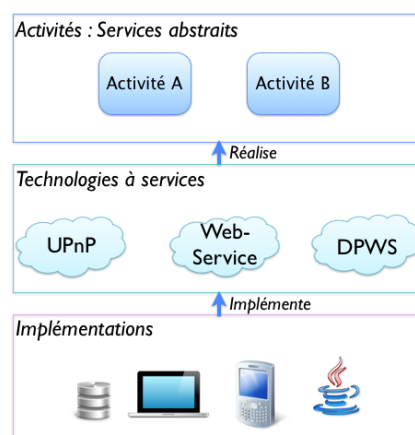 Activités : Services abstraits
Activité A
Activité B
Réalise
Technologies à services
UPnP
Web-
Service
DPWS
Implémente
Implémentations